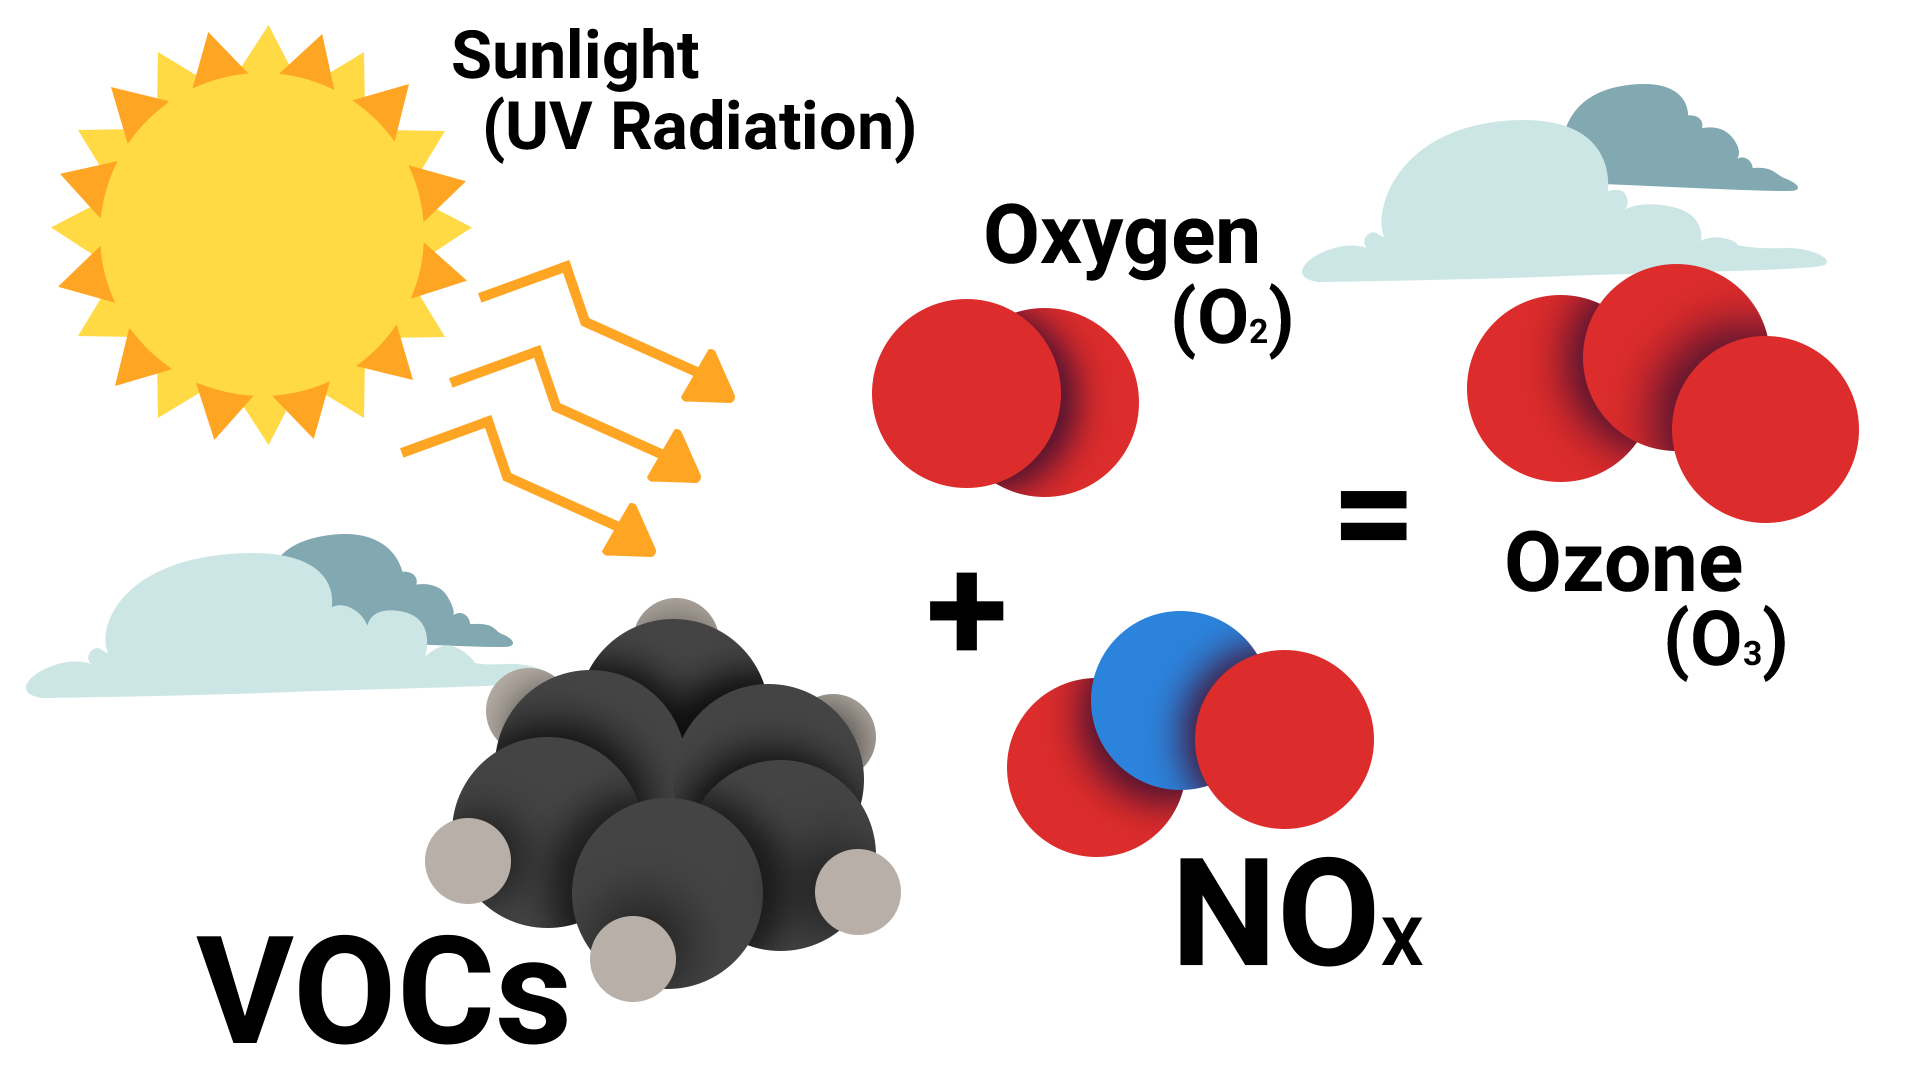 Sunlight
(UV Radiation)
Oxygen
(O₂)
+
=
Ozone
(O₃)
VOCs
NOx